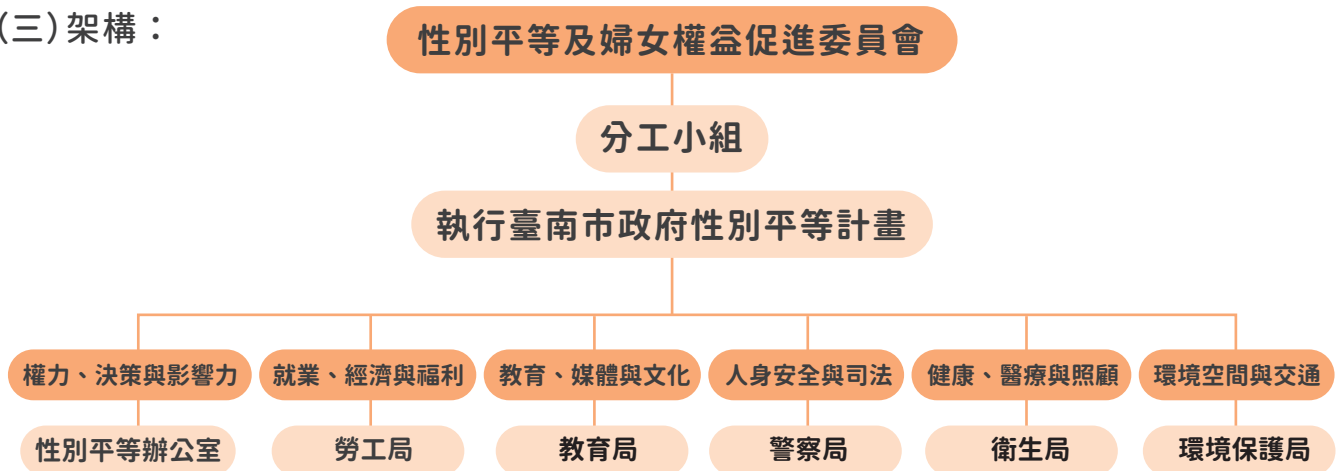 (三)架構：
性別平等及婦女權益促進委員會
分工小組
執行臺南市政府性別平等計畫
權力、決策與影響力
就業、經濟與福利
教育、媒體與文化
人身安全與司法
健康、醫療與照顧
環境空間與交通
性別平等辦公室
勞工局
教育局
警察局
衛生局
環境保護局